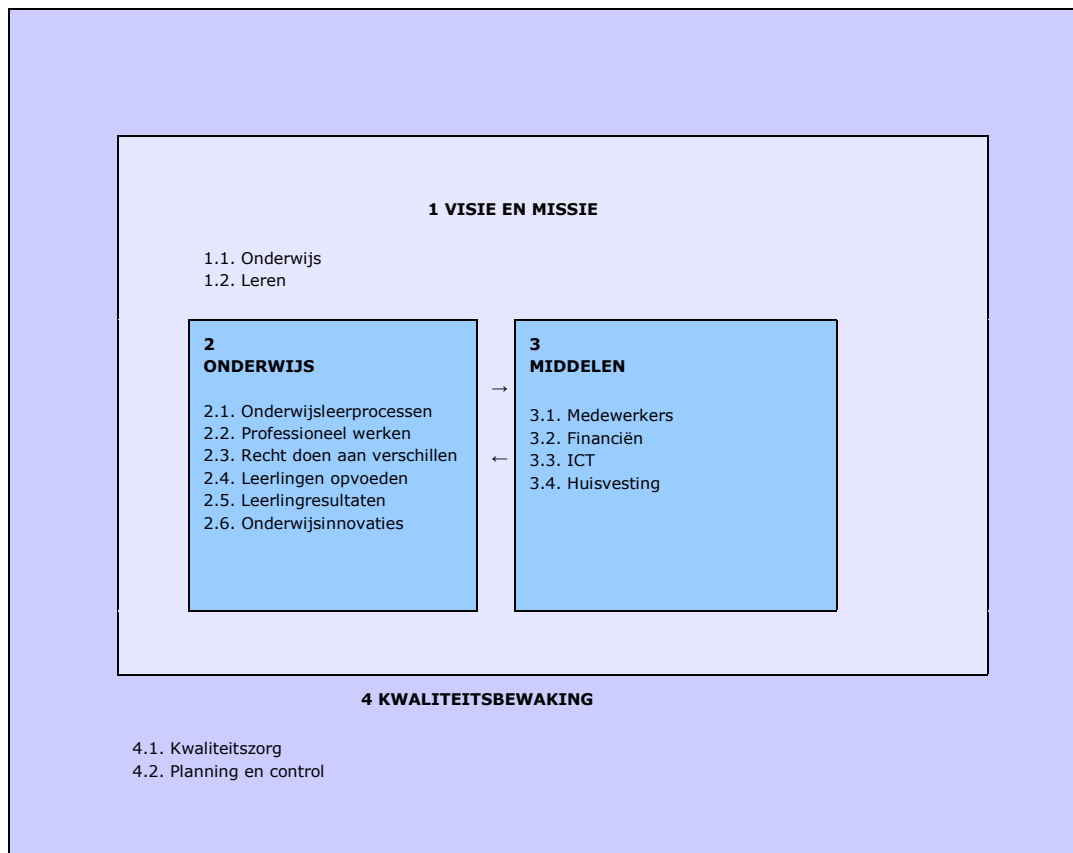 1 VISIE EN MISSIE
1.1. Onderwijs
1.2. Leren
2
ONDERWIJS
2.1. Onderwijsleerprocessen
2.2. Professioneel werken
2.3. Recht doen aan verschillen
2.4. Leerlingen opvoeden
2.5. Leerlingresultaten
2.6. Onderwijsinnovaties
→
←
3
MIDDELEN
3.1. Medewerkers
3.2. Financiën
3.3. ICT
3.4. Huisvesting
4 KWALITEITSBEWAKING
4.1. Kwaliteitszorg
4.2. Planning en control